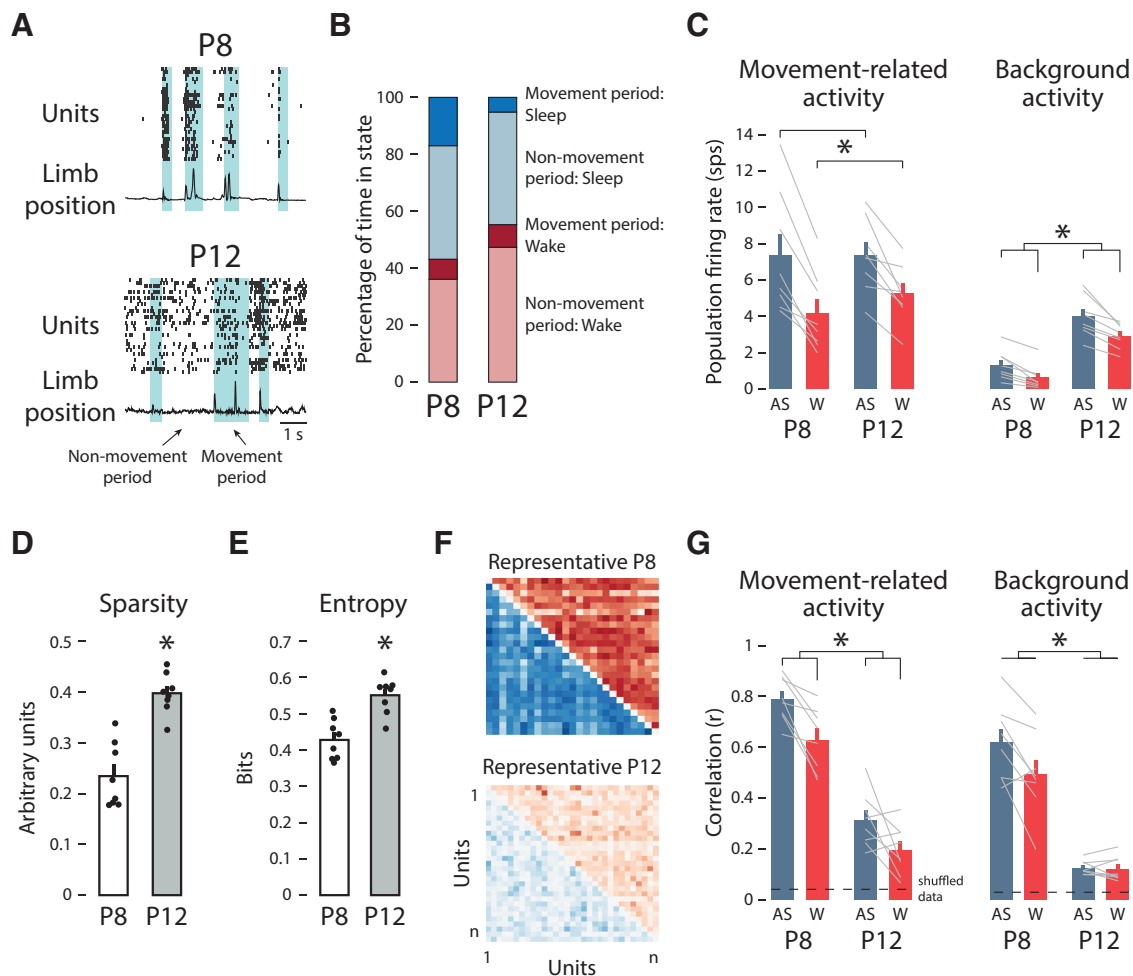 A
P8
Units
Limb
position
P12
Units
Limb
position
1 s
Non-movement
period
Movement
period
B
Percentage of time in state
100
80
60
40
20
0
P8
P12
Movement period:
Sleep
Non-movement
period: Sleep
Movement period:
Wake
Non-movement
period: Wake
C
Movement-related
activity
Background
activity
Population firing rate (sps)
14
12
10
8
6
4
2
0
*
*
AS
W
AS
W
AS
W
AS
W
P8
P12
P8
P12
D
Sparsity
Arbitrary units
0.5
0.4
0.3
0.2
0.1
0
*
P8
P12
E
Entropy
Bits
0.7
0.6
0.5
0.4
0.3
0.2
0.1
0
*
P8
P12
F
Representative P8
Representative P12
1
Units
n
1
Units
n
G
Movement-related
activity
Background
activity
Correlation (r)
1
0.8
0.6
0.4
0.2
0
*
*
shuffled
data
AS
W
AS
W
AS
W
AS
W
P8
P12
P8
P12